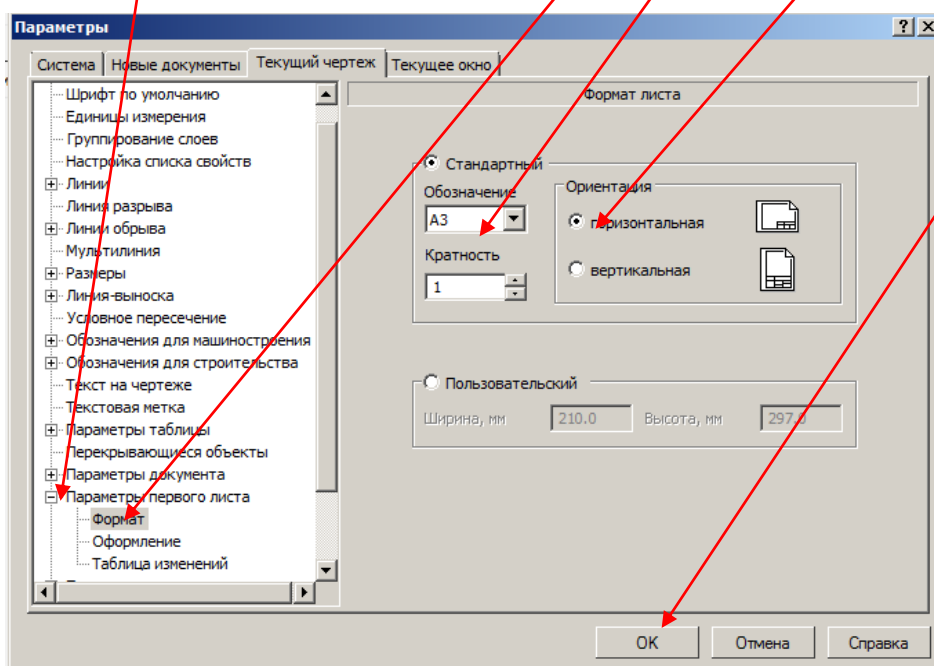 Параметры
Система Новые документы Текущий чертеж Текущее окно
Шрифт по умолчанию
Единицы измерения
Группирование слоев
Настройка списка свойств
Линии
Линия разрыва
Линии обрыва
Мультилиния
Размеры
Линия-выноска
Условное пересечение
Обозначения для машиностроения
Обозначения для строительства
Текст на чертеже
Текстовая метка
Параметры таблицы
Перекрывающиеся объекты
Параметры документа
Параметры первого листа
Формат
Оформление
Таблица изменений
Формат листа
Стандартный
Обозначение
A3
Кратность
1
Ориентация
горизонтальная
вертикальная
Пользовательский
Ширина, мм 210.0 Высота, мм 297.0
OK Отмена Справка